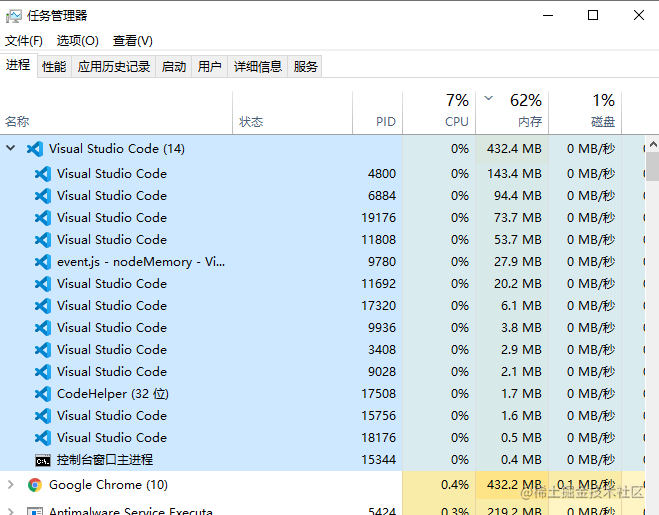 任务管理器
文件(F) 选项(O) 查看(V)
进程 性能 应用历史记录 启动 用户 详细信息 服务
7% 62% 1%
名称 状态 PID CPU 内存 磁盘
Visual Studio Code (14) 0% 432.4 MB 0 MB/秒
Visual Studio Code 4800 0% 143.4 MB 0 MB/秒
Visual Studio Code 6884 0% 94.4 MB 0 MB/秒
Visual Studio Code 19176 0% 73.7 MB 0 MB/秒
Visual Studio Code 11808 0% 53.7 MB 0 MB/秒
event.js - nodeMemory - Vi... 9780 0% 27.9 MB 0 MB/秒
Visual Studio Code 11692 0% 20.2 MB 0 MB/秒
Visual Studio Code 17320 0% 6.1 MB 0 MB/秒
Visual Studio Code 9936 0% 3.8 MB 0 MB/秒
Visual Studio Code 3408 0% 2.9 MB 0 MB/秒
Visual Studio Code 9028 0% 2.1 MB 0 MB/秒
CodeHelper (32 位) 17508 0% 1.7 MB 0 MB/秒
Visual Studio Code 15756 0% 1.6 MB 0 MB/秒
Visual Studio Code 18176 0% 0.5 MB 0 MB/秒
控制台窗口主进程 15344 0% 0.4 MB 0 MB/秒
Google Chrome (10) 0.4% 432.2 MB 0.1 MB/秒
@稀土掘金技术社区
Antimalware Service Executa 5424 0.3% 219.2 MB 0 MB/秒